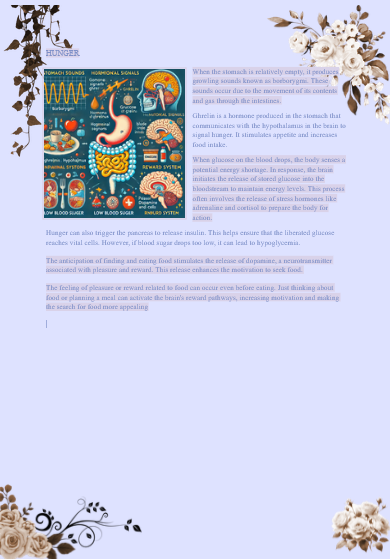 HUNGER
STOMACH SOUNDS
HORMONAL SIGNALS
LOW BLOOD SUGER
REWARD SYSTEM
LOW BLOOD SUGER
When the stomach is relatively empty, it produces
growling sounds known as borborygms. These
sounds occur due to the movement of its contents
and gas through the intestines.
Ghrelin is a hormone produced in the stomach that
communicates with the hypothalamus in the brain to
signal hunger. It stimulates appetite and increases
food intake.
When glucose on the blood drops, the body senses a
potential energy shortage. In response, the brain
initiates the release of stored glucose into the
bloodstream to maintain energy levels. This process
often involves the release of stress hormones like
adrenaline and cortisol to prepare the body for
action.
Hunger can also trigger the pancreas to release insulin. This helps ensure that the liberated glucose
reaches vital cells. However, if blood sugar drops too low, it can lead to hypoglycemia.
The anticipation of finding and eating food stimulates the release of dopamine, a neurotransmitter
associated with pleasure and reward. This release enhances the motivation to seek food.
The feeling of pleasure or reward related to food can occur even before eating. Just thinking about
food or planning a meal can activate the brain's reward pathways, increasing motivation and making
the search for food more appealing